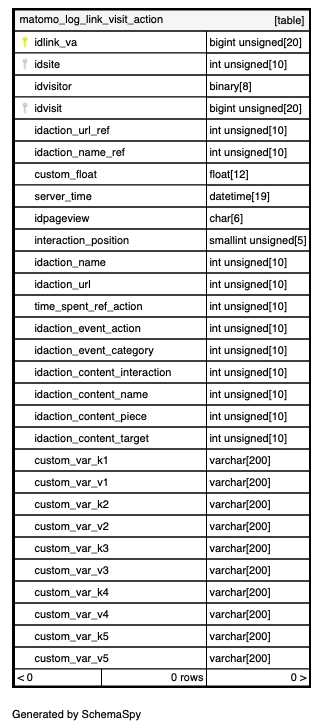 matomo_log_link_visit_action [table]
idlink_va bigint unsigned[20]
idsite int unsigned[10]
idvisitor binary[8]
idvisit bigint unsigned[20]
idaction_url_ref int unsigned[10]
idaction_name_ref int unsigned[10]
custom_float float[12]
server_time datetime[19]
idpageview char[6]
interaction_position smallint unsigned[5]
idaction_name int unsigned[10]
idaction_url int unsigned[10]
time_spent_ref_action int unsigned[10]
idaction_event_action int unsigned[10]
idaction_event_category int unsigned[10]
idaction_content_interaction int unsigned[10]
idaction_content_name int unsigned[10]
idaction_content_piece int unsigned[10]
idaction_content_target int unsigned[10]
custom_var_k1 varchar[200]
custom_var_v1 varchar[200]
custom_var_k2 varchar[200]
custom_var_v2 varchar[200]
custom_var_k3 varchar[200]
custom_var_v3 varchar[200]
custom_var_k4 varchar[200]
custom_var_v4 varchar[200]
custom_var_k5 varchar[200]
custom_var_v5 varchar[200]
< 0 0 rows 0 >
Generated by SchemaSpy